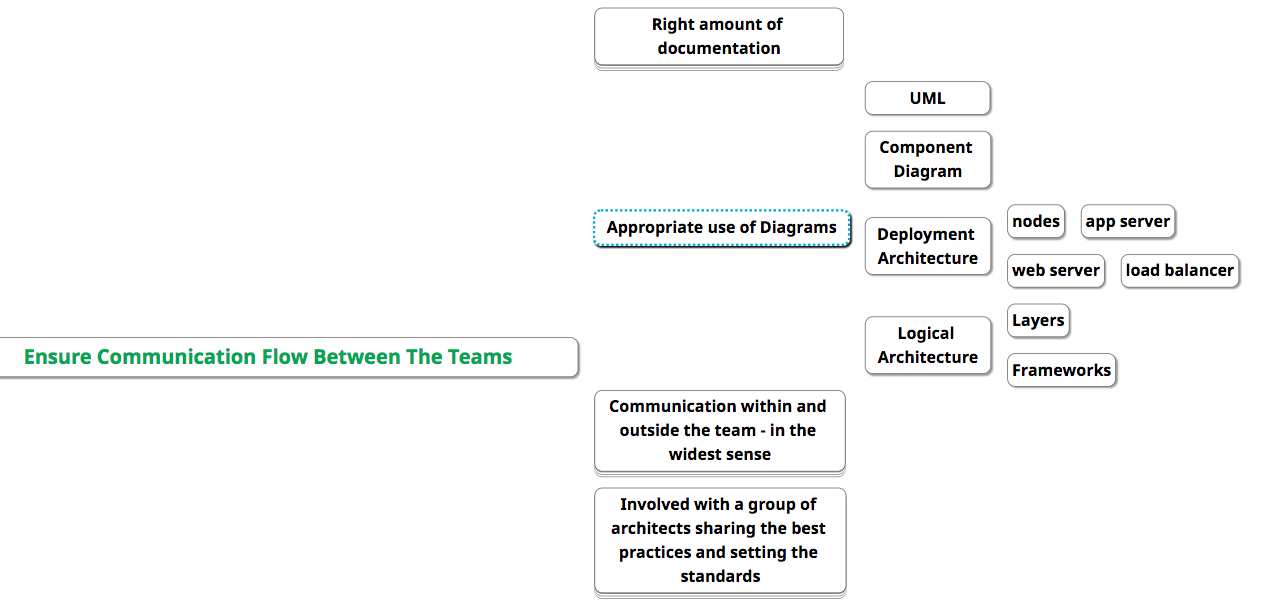 Right amount of
documentation
UML
Component
Diagram
Appropriate use of Diagrams
Deployment
Architecture
nodes
app server
web server
load balancer
Logical
Architecture
Layers
Frameworks
Ensure Communication Flow Between The Teams
Communication within and
outside the team - in the
widest sense
Involved with a group of
architects sharing the best
practices and setting the
standards